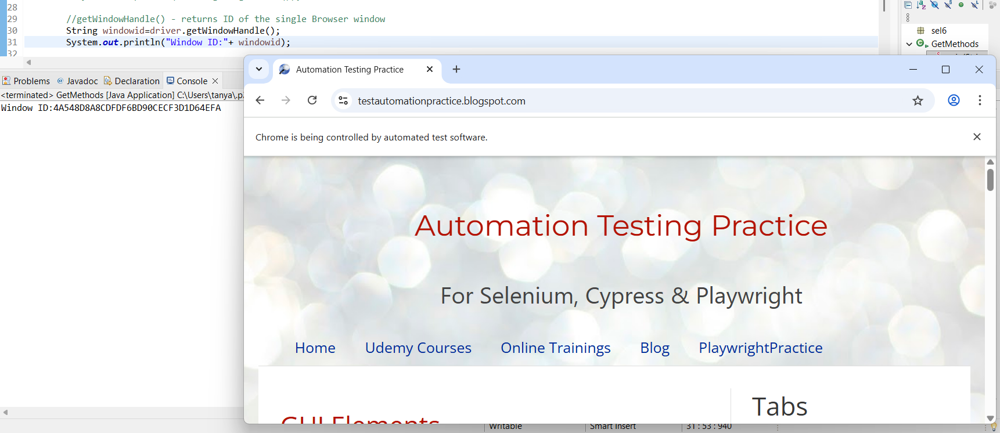 28
29 //getWindowHandle() - returns ID of the single Browser window
30 String windowid=driver.getWindowHandle();
31 System.out.println("Window ID:"+ windowid);
32
sel6
GetMethods
Problems @ Javadoc Declaration Console
<terminated> GetMethods [Java Application] C:\Users\tanya\.p
Window ID:4A548D8A8CDFDF6BD90CECF3D1D64EFA
Automation Testing Practice
testautomationpractice.blogspot.com
Chrome is being controlled by automated test software.
Automation Testing Practice
For Selenium, Cypress & Playwright
Home Udemy Courses Online Trainings Blog PlaywrightPractice
Tabs
GUI Elements
Writable Smart Insert 31 : 53 : 940